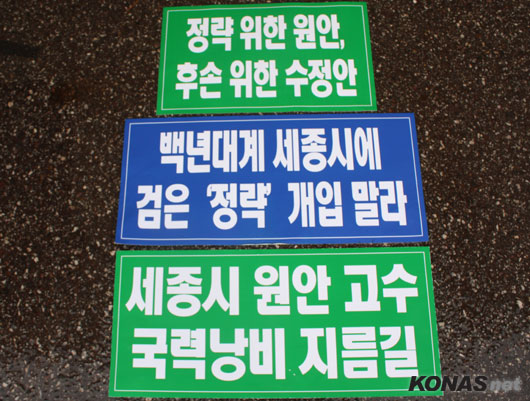 정략 위한 원안,
후손 위한 수정안
백년대계 세종시에
검은 '정략' 개입 말라
세종시 원안 고수
국력낭비 지름길
KONASnet